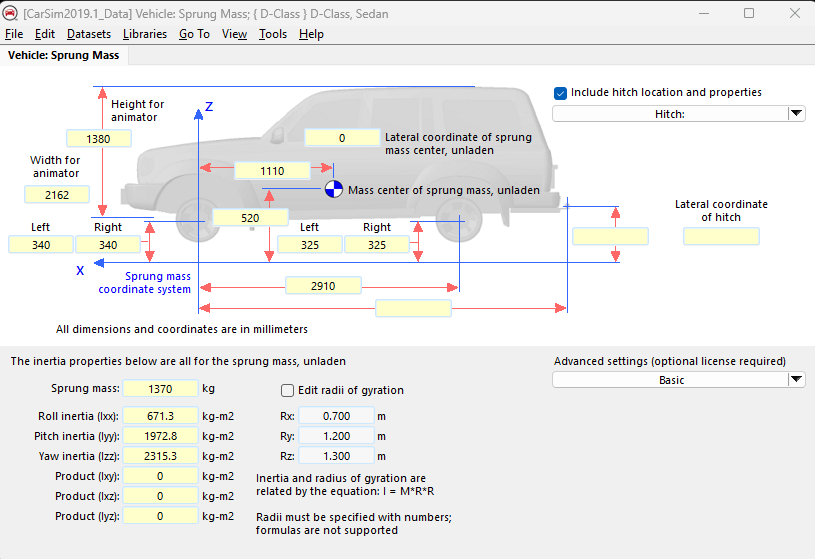 [CarSim2019.1_Data] Vehicle: Sprung Mass; { D-Class } D-Class, Sedan
File Edit Datasets Libraries Go To View Tools Help
Vehicle: Sprung Mass
Height for
animator
1380
Width for
animator
2162
Z
0
Lateral coordinate of sprung
mass center, unladen
1110
Mass center of sprung mass, unladen
520
Left Right
340 340
Left Right
325 325
X
Sprung mass
coordinate system
2910
Include hitch location and properties
Hitch:
Lateral coordinate
of hitch
All dimensions and coordinates are in millimeters
The inertia properties below are all for the sprung mass, unladen
Sprung mass: 1370 kg
Roll inertia (Ixx): 671.3 kg-m2
Pitch inertia (Iyy): 1972.8 kg-m2
Yaw inertia (Izz): 2315.3 kg-m2
Product (Ixy): 0 kg-m2
Product (Ixz): 0 kg-m2
Product (Iyz): 0 kg-m2
Edit radii of gyration
Rx: 0.700 m
Ry: 1.200 m
Rz: 1.300 m
Inertia and radius of gyration are
related by the equation: I = M*R*R
Radii must be specified with numbers;
formulas are not supported
Advanced settings (optional license required)
Basic